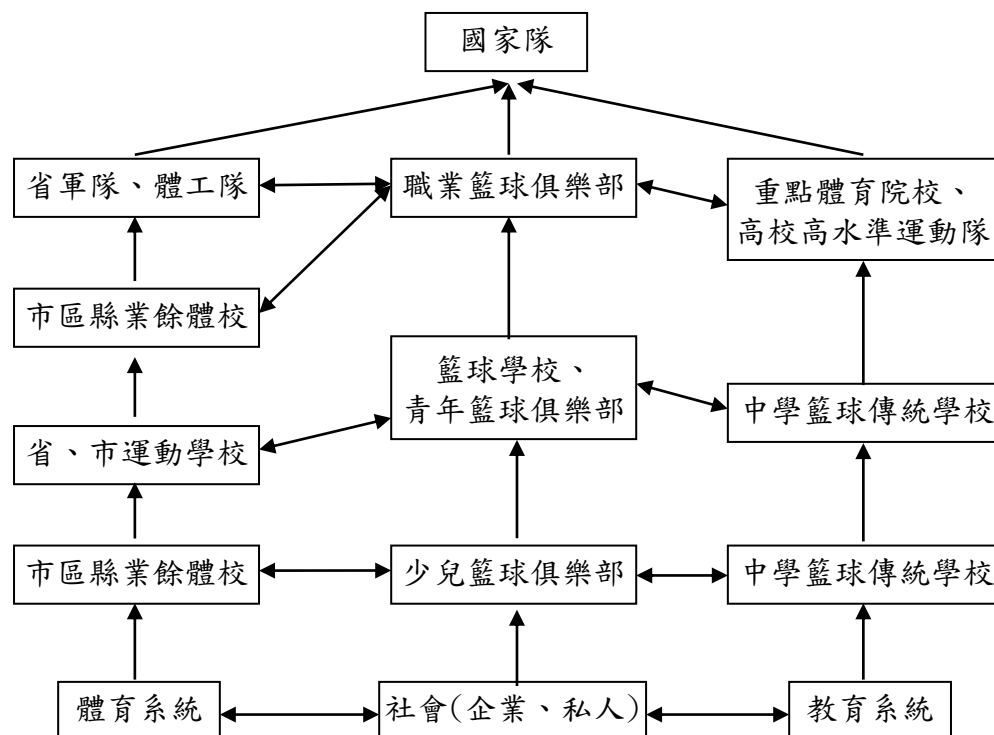 國家隊
省軍隊、體工隊
職業籃球俱樂部
重點體育院校、
高校高水準運動隊
市區縣業餘體校
籃球學校、
青年籃球俱樂部
中學籃球傳統學校
省、市運動學校
市區縣業餘體校
少兒籃球俱樂部
中學籃球傳統學校
體育系統
社會(企業、私人)
教育系統